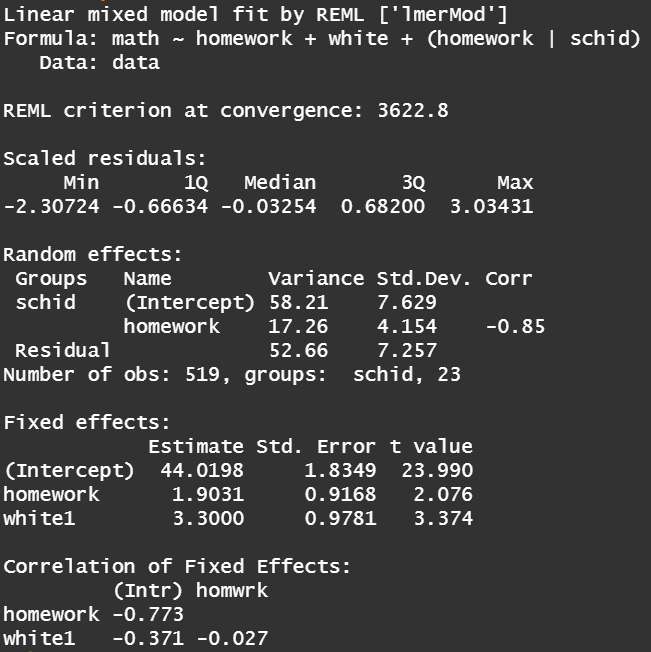 Linear mixed model fit by REML ['lmerMod']
Formula: math ~ homework + white + (homework | schid)
   Data: data

REML criterion at convergence: 3622.8

Scaled residuals:
     Min       1Q   Median       3Q      Max
-2.30724 -0.66634 -0.03254  0.68200  3.03431

Random effects:
 Groups   Name        Variance Std.Dev. Corr
 schid    (Intercept) 58.21    7.629
          homework    17.26    4.154    -0.85
 Residual             52.66    7.257
Number of obs: 519, groups:  schid, 23

Fixed effects:
            Estimate Std. Error t value
(Intercept)  44.0198     1.8349  23.990
homework      1.9031     0.9168   2.076
white1        3.3000     0.9781   3.374

Correlation of Fixed Effects:
         (Intr) homwrk
homework -0.773
white1   -0.371 -0.027